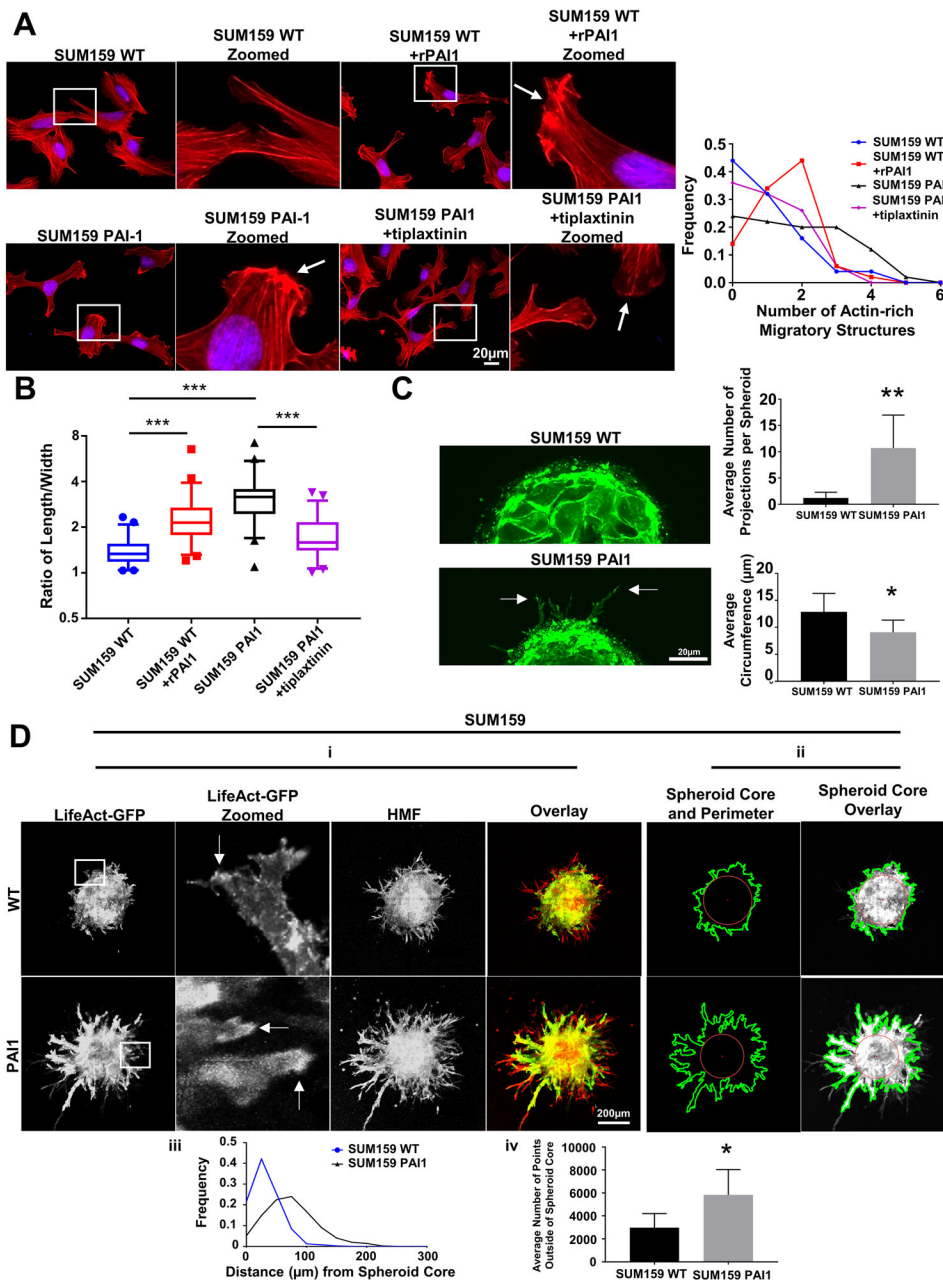 A
SUM159 WT
SUM159 WT
Zoomed
SUM159 WT
+rPAI1
SUM159 WT
+rPAI1
Zoomed
SUM159 PAI-1
SUM159 PAI-1
Zoomed
SUM159 PAI1
+tiplaxtinin
SUM159 PAI1
+tiplaxtinin
Zoomed
20µm
Frequency
0.5
0.4
0.3
0.2
0.1
0.0
0 2 4 6
Number of Actin-rich
Migratory Structures
SUM159 WT
SUM159 WT
+rPAI1
SUM159 PAI
SUM159 PAI
+tiplaxtinin
B
Ratio of Length/Width
8
4
2
1
0.5
***
***
***
SUM159 WT
SUM159 WT
+rPAI1
SUM159 PAI1
SUM159 PAI1
+tiplaxtinin
C
SUM159 WT
SUM159 PAI1
20µm
Average Number of
Projections per Spheroid
20
15
10
5
0
**
SUM159 WT SUM159 PAI1
Average
Circumference (µm)
20
15
10
5
0
*
SUM159 WT SUM159 PAI1
D
SUM159
i
ii
LifeAct-GFP
LifeAct-GFP
Zoomed
HMF
Overlay
Spheroid Core
and Perimeter
Spheroid Core
Overlay
WT
PAI1
200µm
iii
Frequency
0.5
0.4
0.3
0.2
0.1
0
0 100 200 300
Distance (µm) from Spheroid Core
SUM159 WT
SUM159 PAI1
iv
Average Number of Points
Outside of Spheroid Core
10000
8000
6000
4000
2000
0
*
SUM159 WT SUM159 PAI1